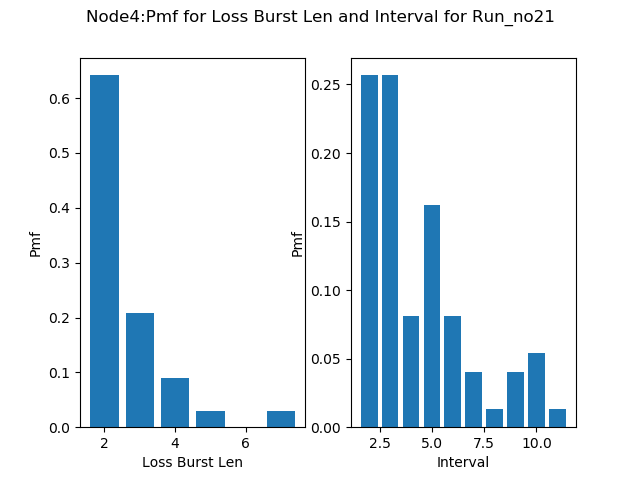 Node4:Pmf for Loss Burst Len and Interval for Run_no21
Pmf
0.6
0.5
0.4
0.3
0.2
0.1
0.0
2 4 6
Loss Burst Len
Pmf
0.25
0.20
0.15
0.10
0.05
0.00
2.5 5.0 7.5 10.0
Interval